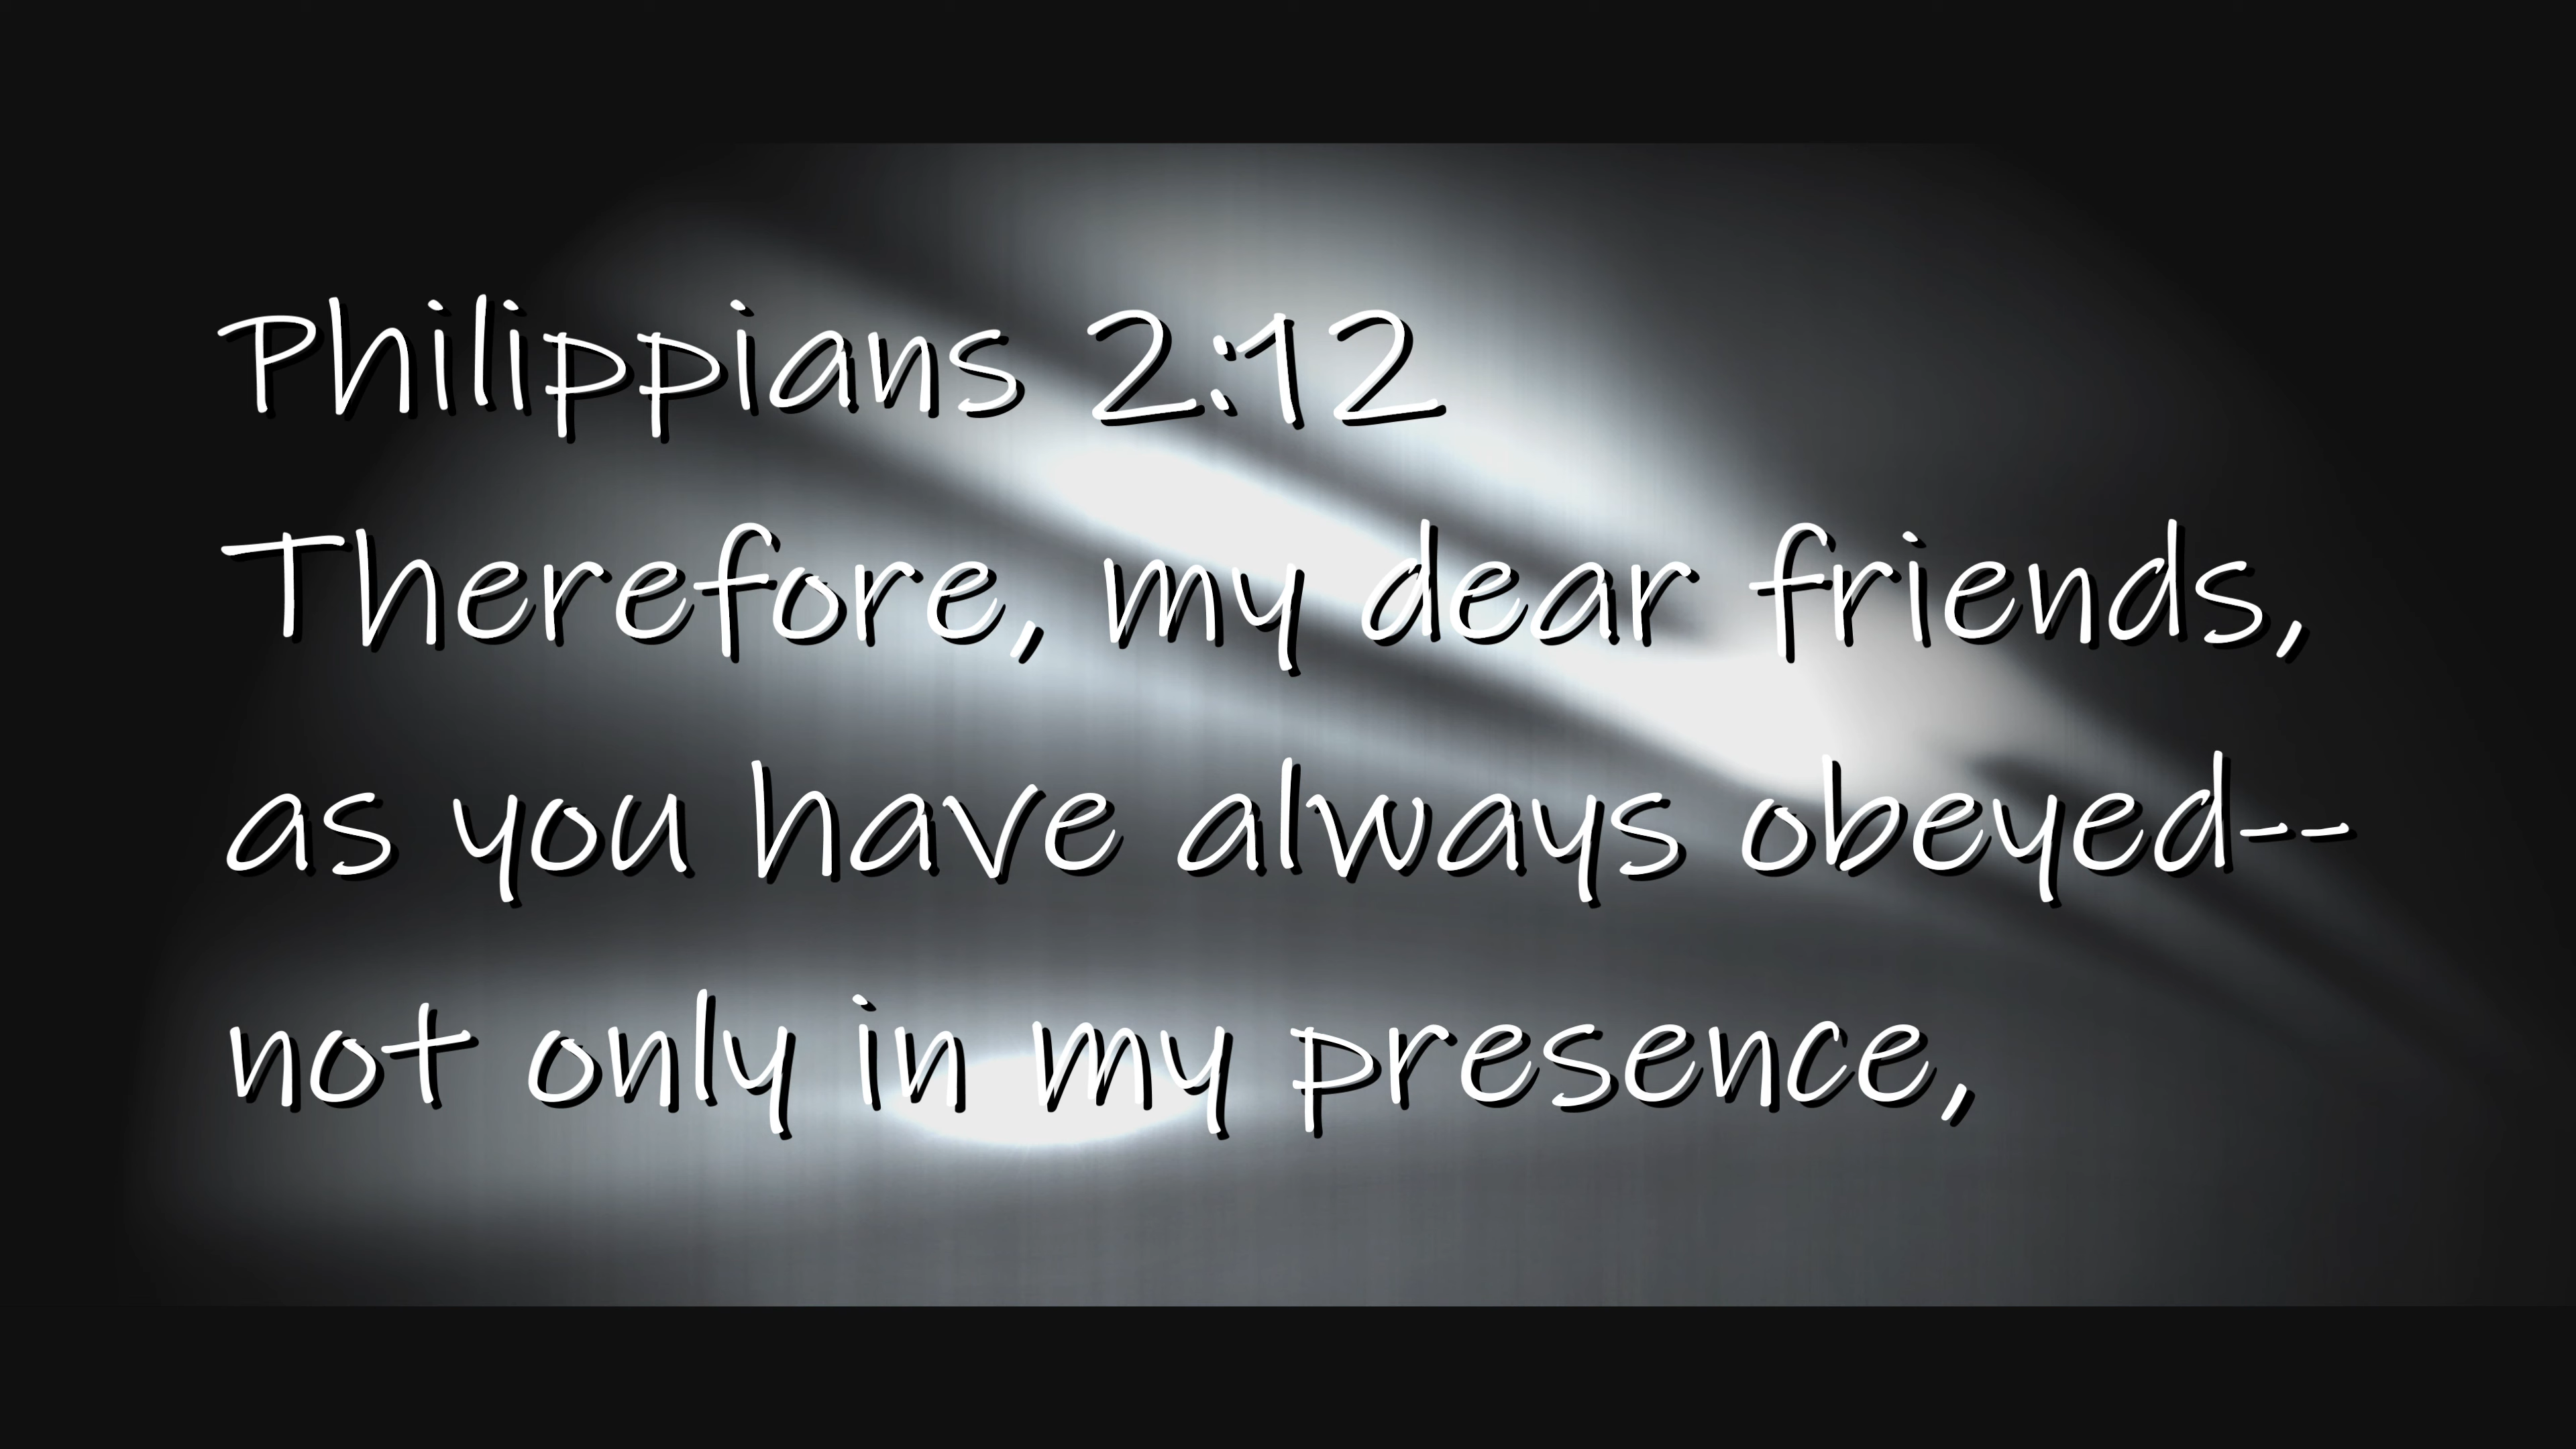 Philippians 2:12
Therefore, my dear friends,
as you have always obeyed--
not only in my presence,